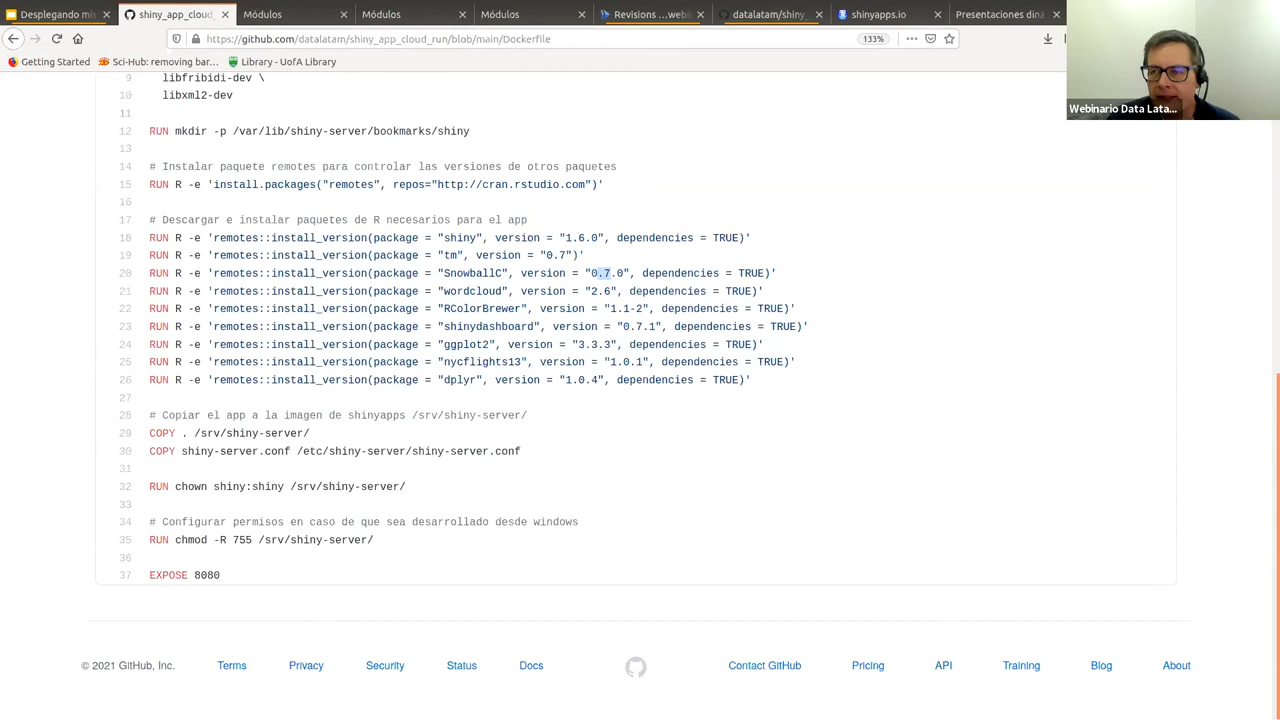 Desplegando mis
shiny_app_cloud_
Módulos
Módulos
Módulos
Revisions ...webli
datalatam/shiny_
shinyapps.io
Presentaciones diná
https://github.com/datalatam/shiny_app_cloud_run/blob/main/Dockerfile
133%
Getting Started
Sci-Hub: removing bar…
Library - UofA Library
Webinario Data Lata...
9 libfribidi-dev \
10 libxml2-dev
11
12 RUN mkdir -p /var/lib/shiny-server/bookmarks/shiny
13
14 # Instalar paquete remotes para controlar las versiones de otros paquetes
15 RUN R -e 'install.packages("remotes", repos="http://cran.rstudio.com")'
16
17 # Descargar e instalar paquetes de R necesarios para el app
18 RUN R -e 'remotes::install_version(package = "shiny", version = "1.6.0", dependencies = TRUE)'
19 RUN R -e 'remotes::install_version(package = "tm", version = "0.7")'
20 RUN R -e 'remotes::install_version(package = "SnowballC", version = "0.7.0", dependencies = TRUE)'
21 RUN R -e 'remotes::install_version(package = "wordcloud", version = "2.6", dependencies = TRUE)'
22 RUN R -e 'remotes::install_version(package = "RColorBrewer", version = "1.1-2", dependencies = TRUE)'
23 RUN R -e 'remotes::install_version(package = "shinydashboard", version = "0.7.1", dependencies = TRUE)'
24 RUN R -e 'remotes::install_version(package = "ggplot2", version = "3.3.3", dependencies = TRUE)'
25 RUN R -e 'remotes::install_version(package = "nycflights13", version = "1.0.1", dependencies = TRUE)'
26 RUN R -e 'remotes::install_version(package = "dplyr", version = "1.0.4", dependencies = TRUE)'
27
28 # Copiar el app a la imagen de shinyapps /srv/shiny-server/
29 COPY . /srv/shiny-server/
30 COPY shiny-server.conf /etc/shiny-server/shiny-server.conf
31
32 RUN chown shiny:shiny /srv/shiny-server/
33
34 # Configurar permisos en caso de que sea desarrollado desde windows
35 RUN chmod -R 755 /srv/shiny-server/
36
37 EXPOSE 8080
© 2021 GitHub, Inc.
Terms
Privacy
Security
Status
Docs
Contact GitHub
Pricing
API
Training
Blog
About